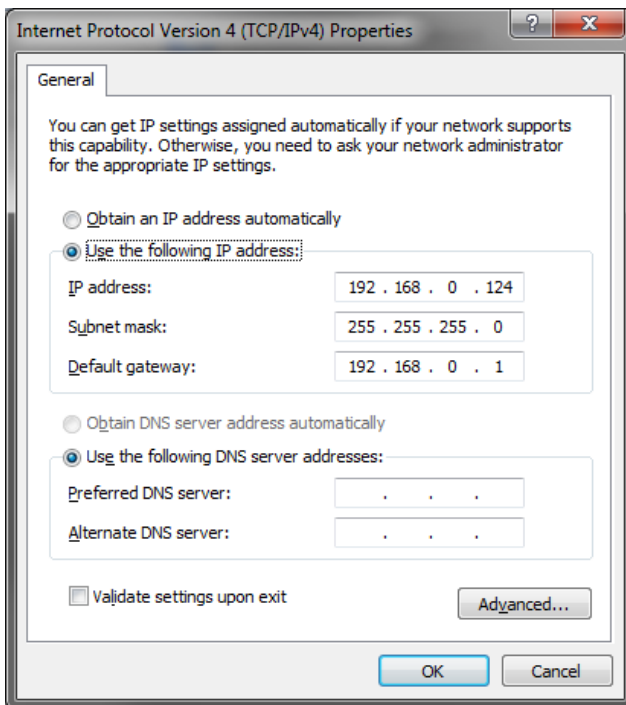 Internet Protocol Version 4 (TCP/IPv4) Properties
?
X
General
You can get IP settings assigned automatically if your network supports
this capability. Otherwise, you need to ask your network administrator
for the appropriate IP settings.
Obtain an IP address automatically
Use the following IP address:
IP address: 192 . 168 . 0 . 124
Subnet mask: 255 . 255 . 255 . 0
Default gateway: 192 . 168 . 0 . 1
Obtain DNS server address automatically
Use the following DNS server addresses:
Preferred DNS server: . . .
Alternate DNS server: . . .
Validate settings upon exit
Advanced...
OK Cancel